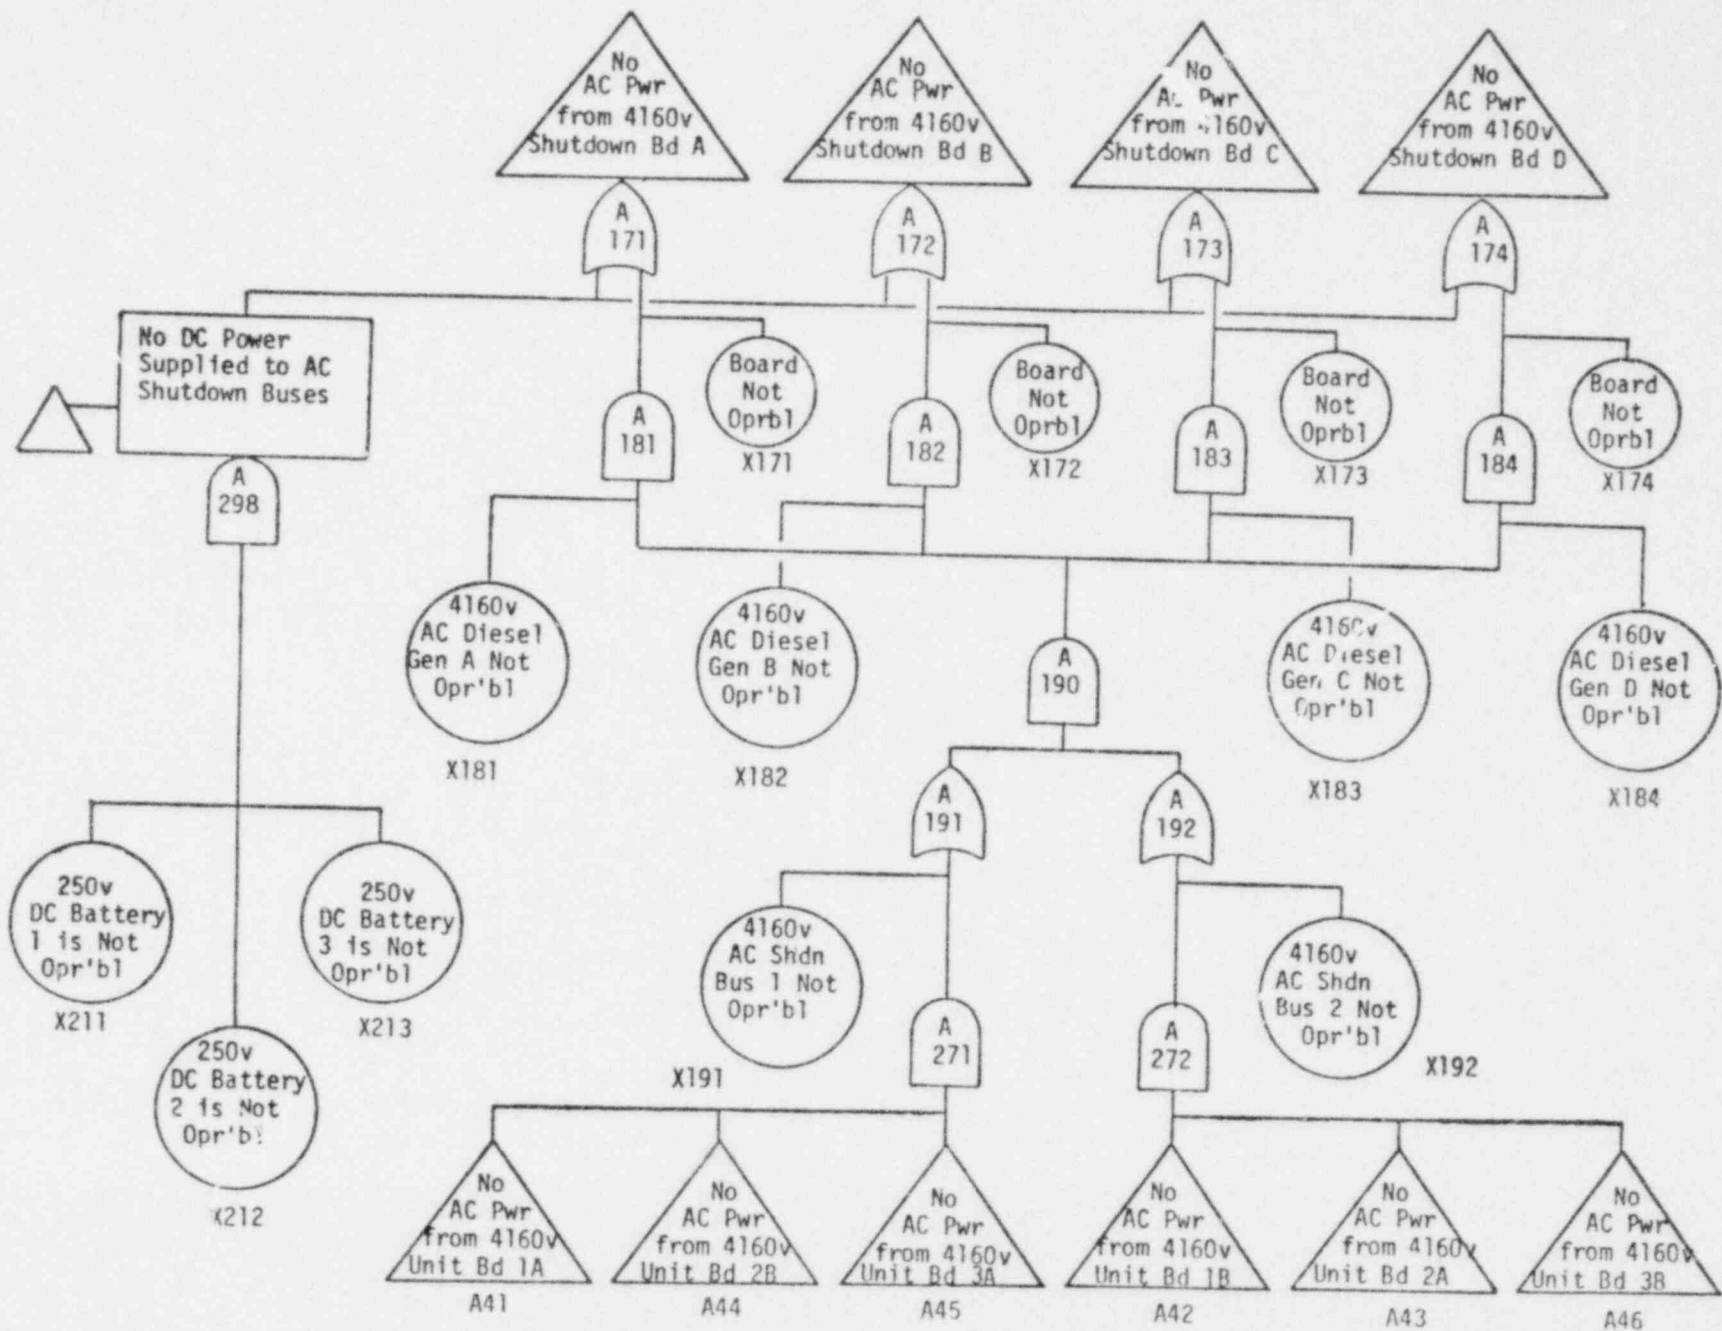 No
AC Pwr
from 4160v
Shutdown Bd A
No
AC Pwr
from 4160v
Shutdown Bd B
No
AC Pwr
from 4160v
Shutdown Bd C
No
AC Pwr
from 4160v
Shutdown Bd D
A
171
A
172
A
173
A
174
No DC Power
Supplied to AC
Shutdown Buses
Board
Not
Oprbl
X171
Board
Not
Oprbl
X172
Board
Not
Oprbl
X173
Board
Not
Oprbl
X174
A
181
A
182
A
183
A
184
A
298
4160v
AC Diesel
Gen A Not
Opr'bl
X181
4160v
AC Diesel
Gen B Not
Opr'bl
X182
A
190
4160v
AC Diesel
Gen C Not
Opr'bl
X183
4160v
AC Diesel
Gen D Not
Opr'bl
X184
A
191
A
192
250v
DC Battery
1 is Not
Opr'bl
X211
250v
DC Battery
3 is Not
Opr'bl
X213
250v
DC Battery
2 is Not
Opr'bl
X212
4160v
AC Shdn
Bus 1 Not
Opr'bl
X191
A
271
A
272
4160v
AC Shdn
Bus 2 Not
Opr'bl
X192
No
AC Pwr
from 4160v
Unit Bd 1A
A41
No
AC Pwr
from 4160v
Unit Bd 2B
A44
No
AC Pwr
from 4160v
Unit Bd 3A
A45
No
AC Pwr
from 4160v
Unit Bd 1B
A42
No
AC Pwr
from 4160v
Unit Bd 2A
A43
No
AC Pwr
from 4160v
Unit Bd 3B
A46